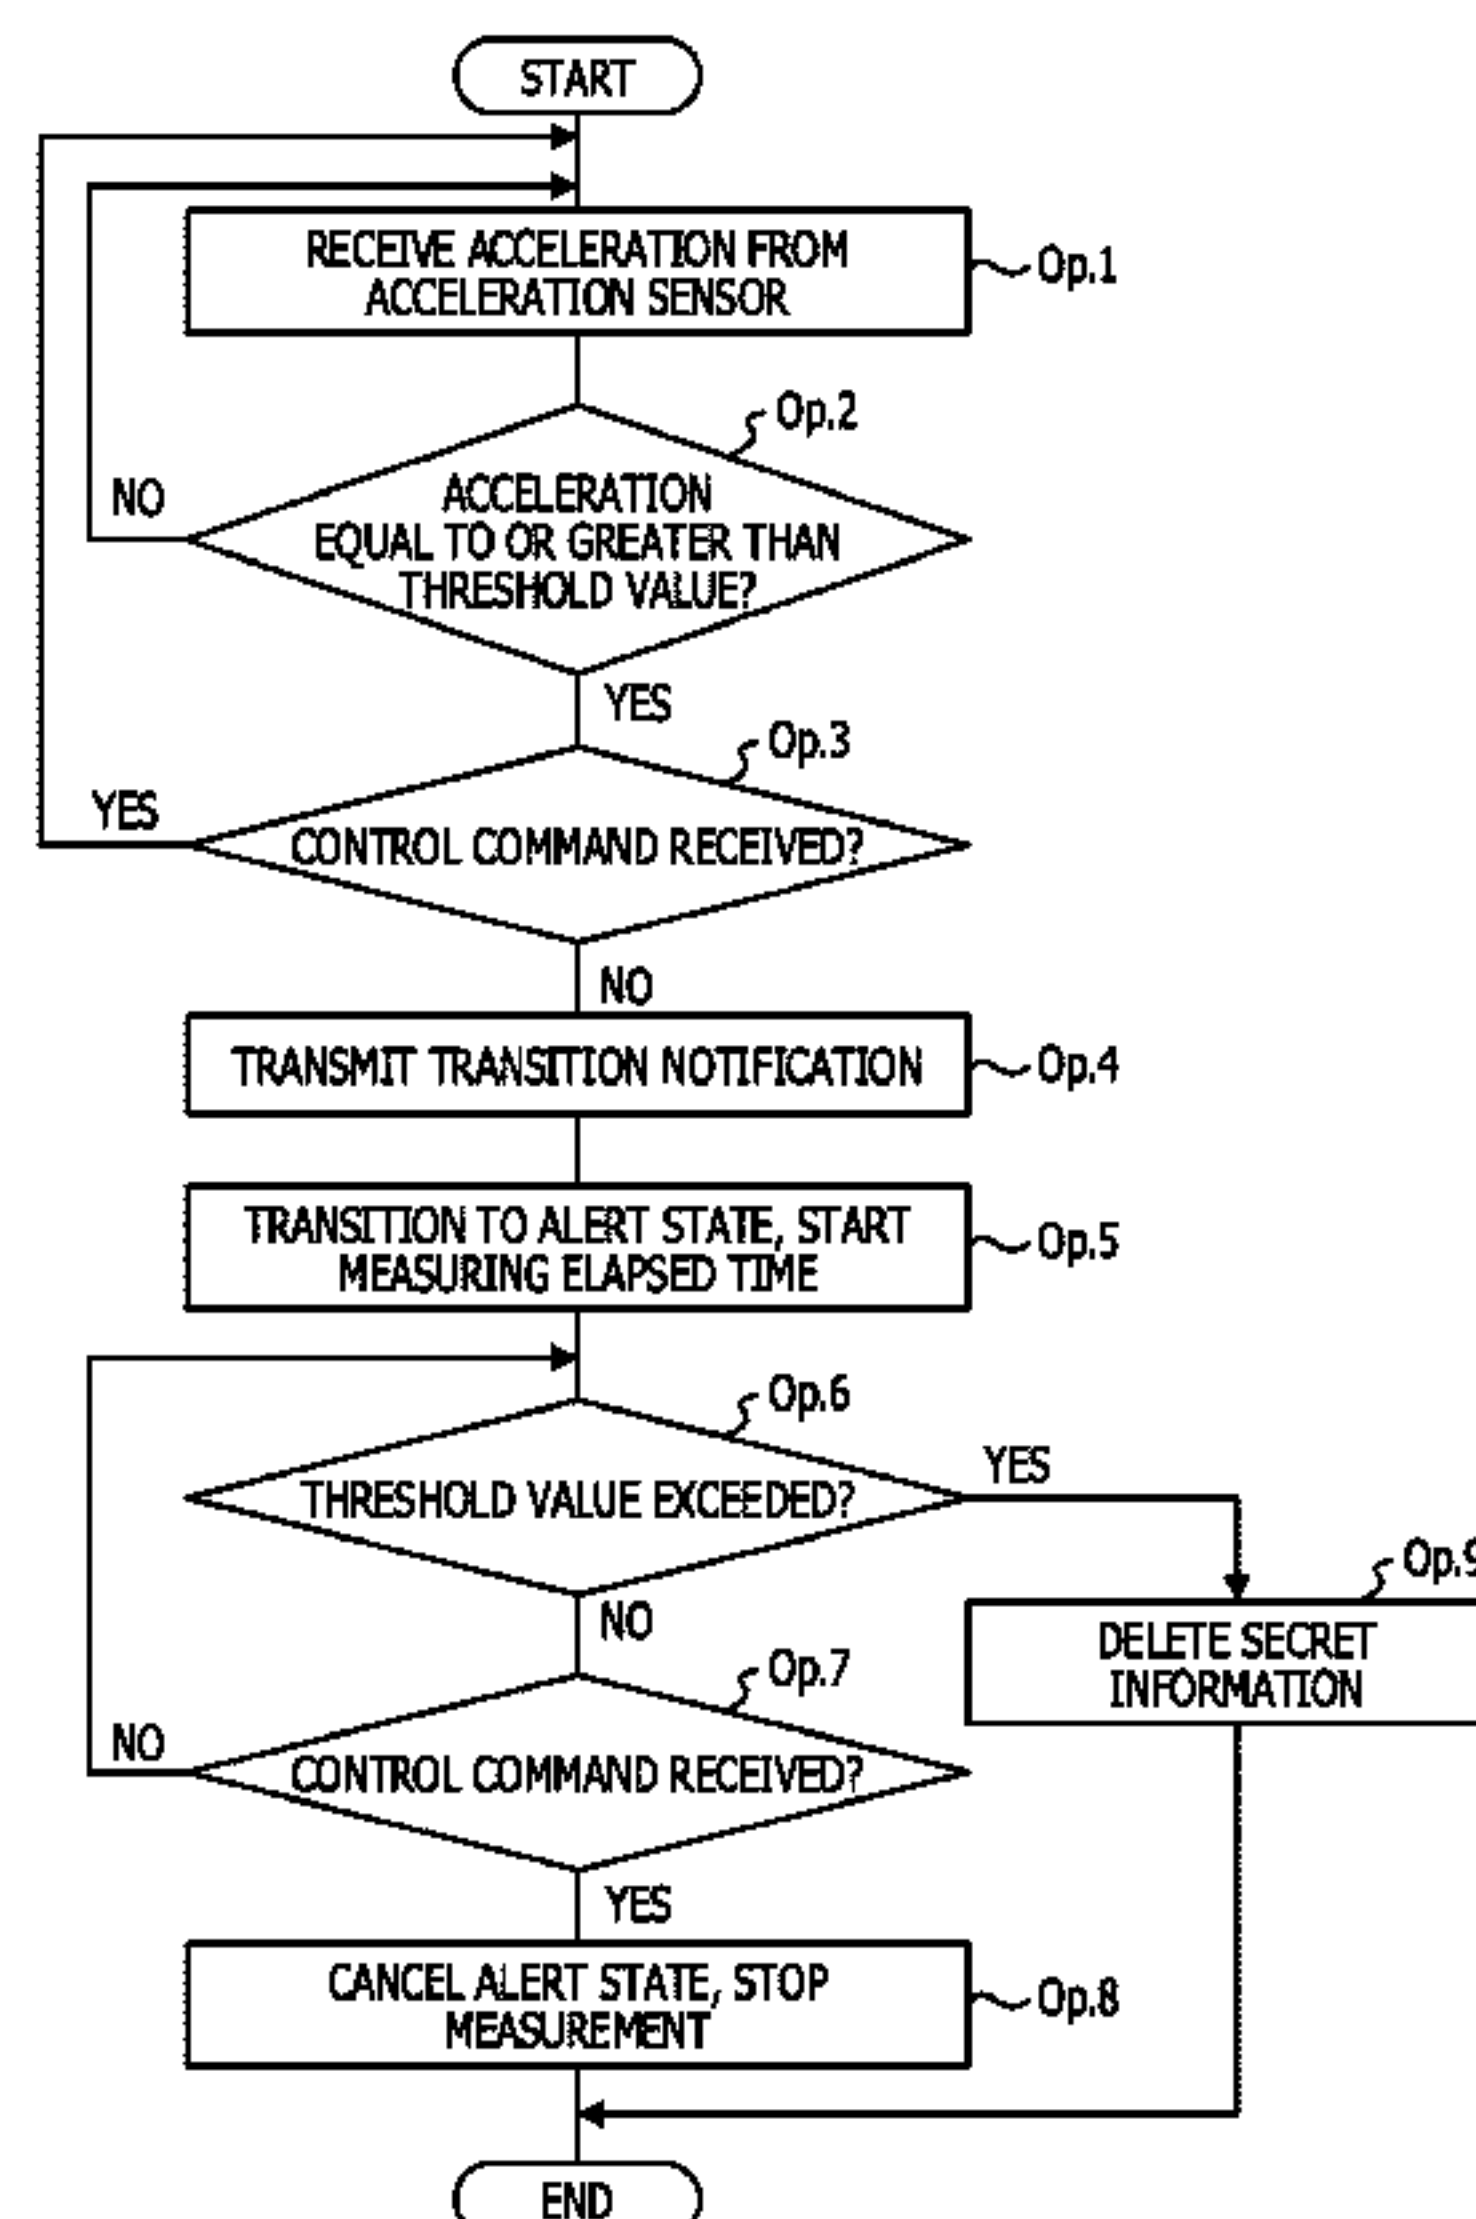 START
RECEIVE ACCELERATION FROM
ACCELERATION SENSOR
Op.1
Op.2
ACCELERATION
EQUAL TO OR GREATER THAN
THRESHOLD VALUE?
NO
YES
Op.3
YES
CONTROL COMMAND RECEIVED?
NO
TRANSMIT TRANSITION NOTIFICATION
Op.4
TRANSITION TO ALERT STATE, START
MEASURING ELAPSED TIME
Op.5
Op.6
THRESHOLD VALUE EXCEEDED?
YES
NO
Op.9
DELETE SECRET
INFORMATION
Op.7
NO
CONTROL COMMAND RECEIVED?
YES
CANCEL ALERT STATE, STOP
MEASUREMENT
Op.8
END